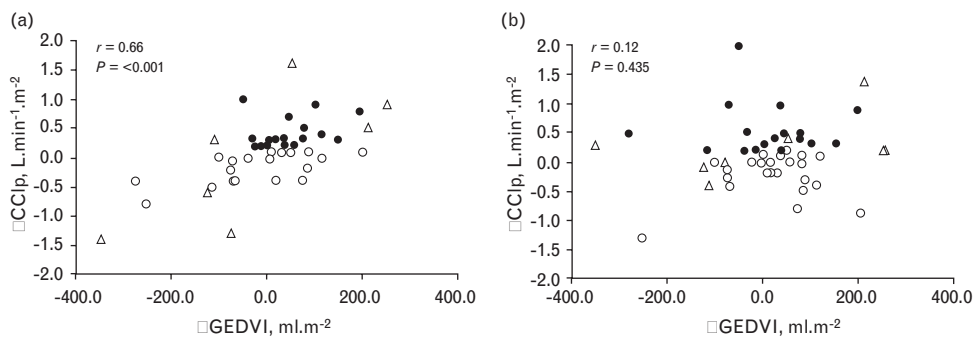 (a)
r = 0.66
P = <0.001
2.0
1.5
1.0
0.5
0.0
-0.5
-1.0
-1.5
-2.0
-400.0 -200.0 0.0 200.0 400.0
□CCIp, L.min-1.m-2
□GEDVI, ml.m-2
(b)
r = 0.12
P = 0.435
2.0
1.5
1.0
0.5
0.0
-0.5
-1.0
-1.5
-2.0
-400.0 -200.0 0.0 200.0 400.0
□CCIp, L.min-1.m-2
□GEDVI, ml.m-2